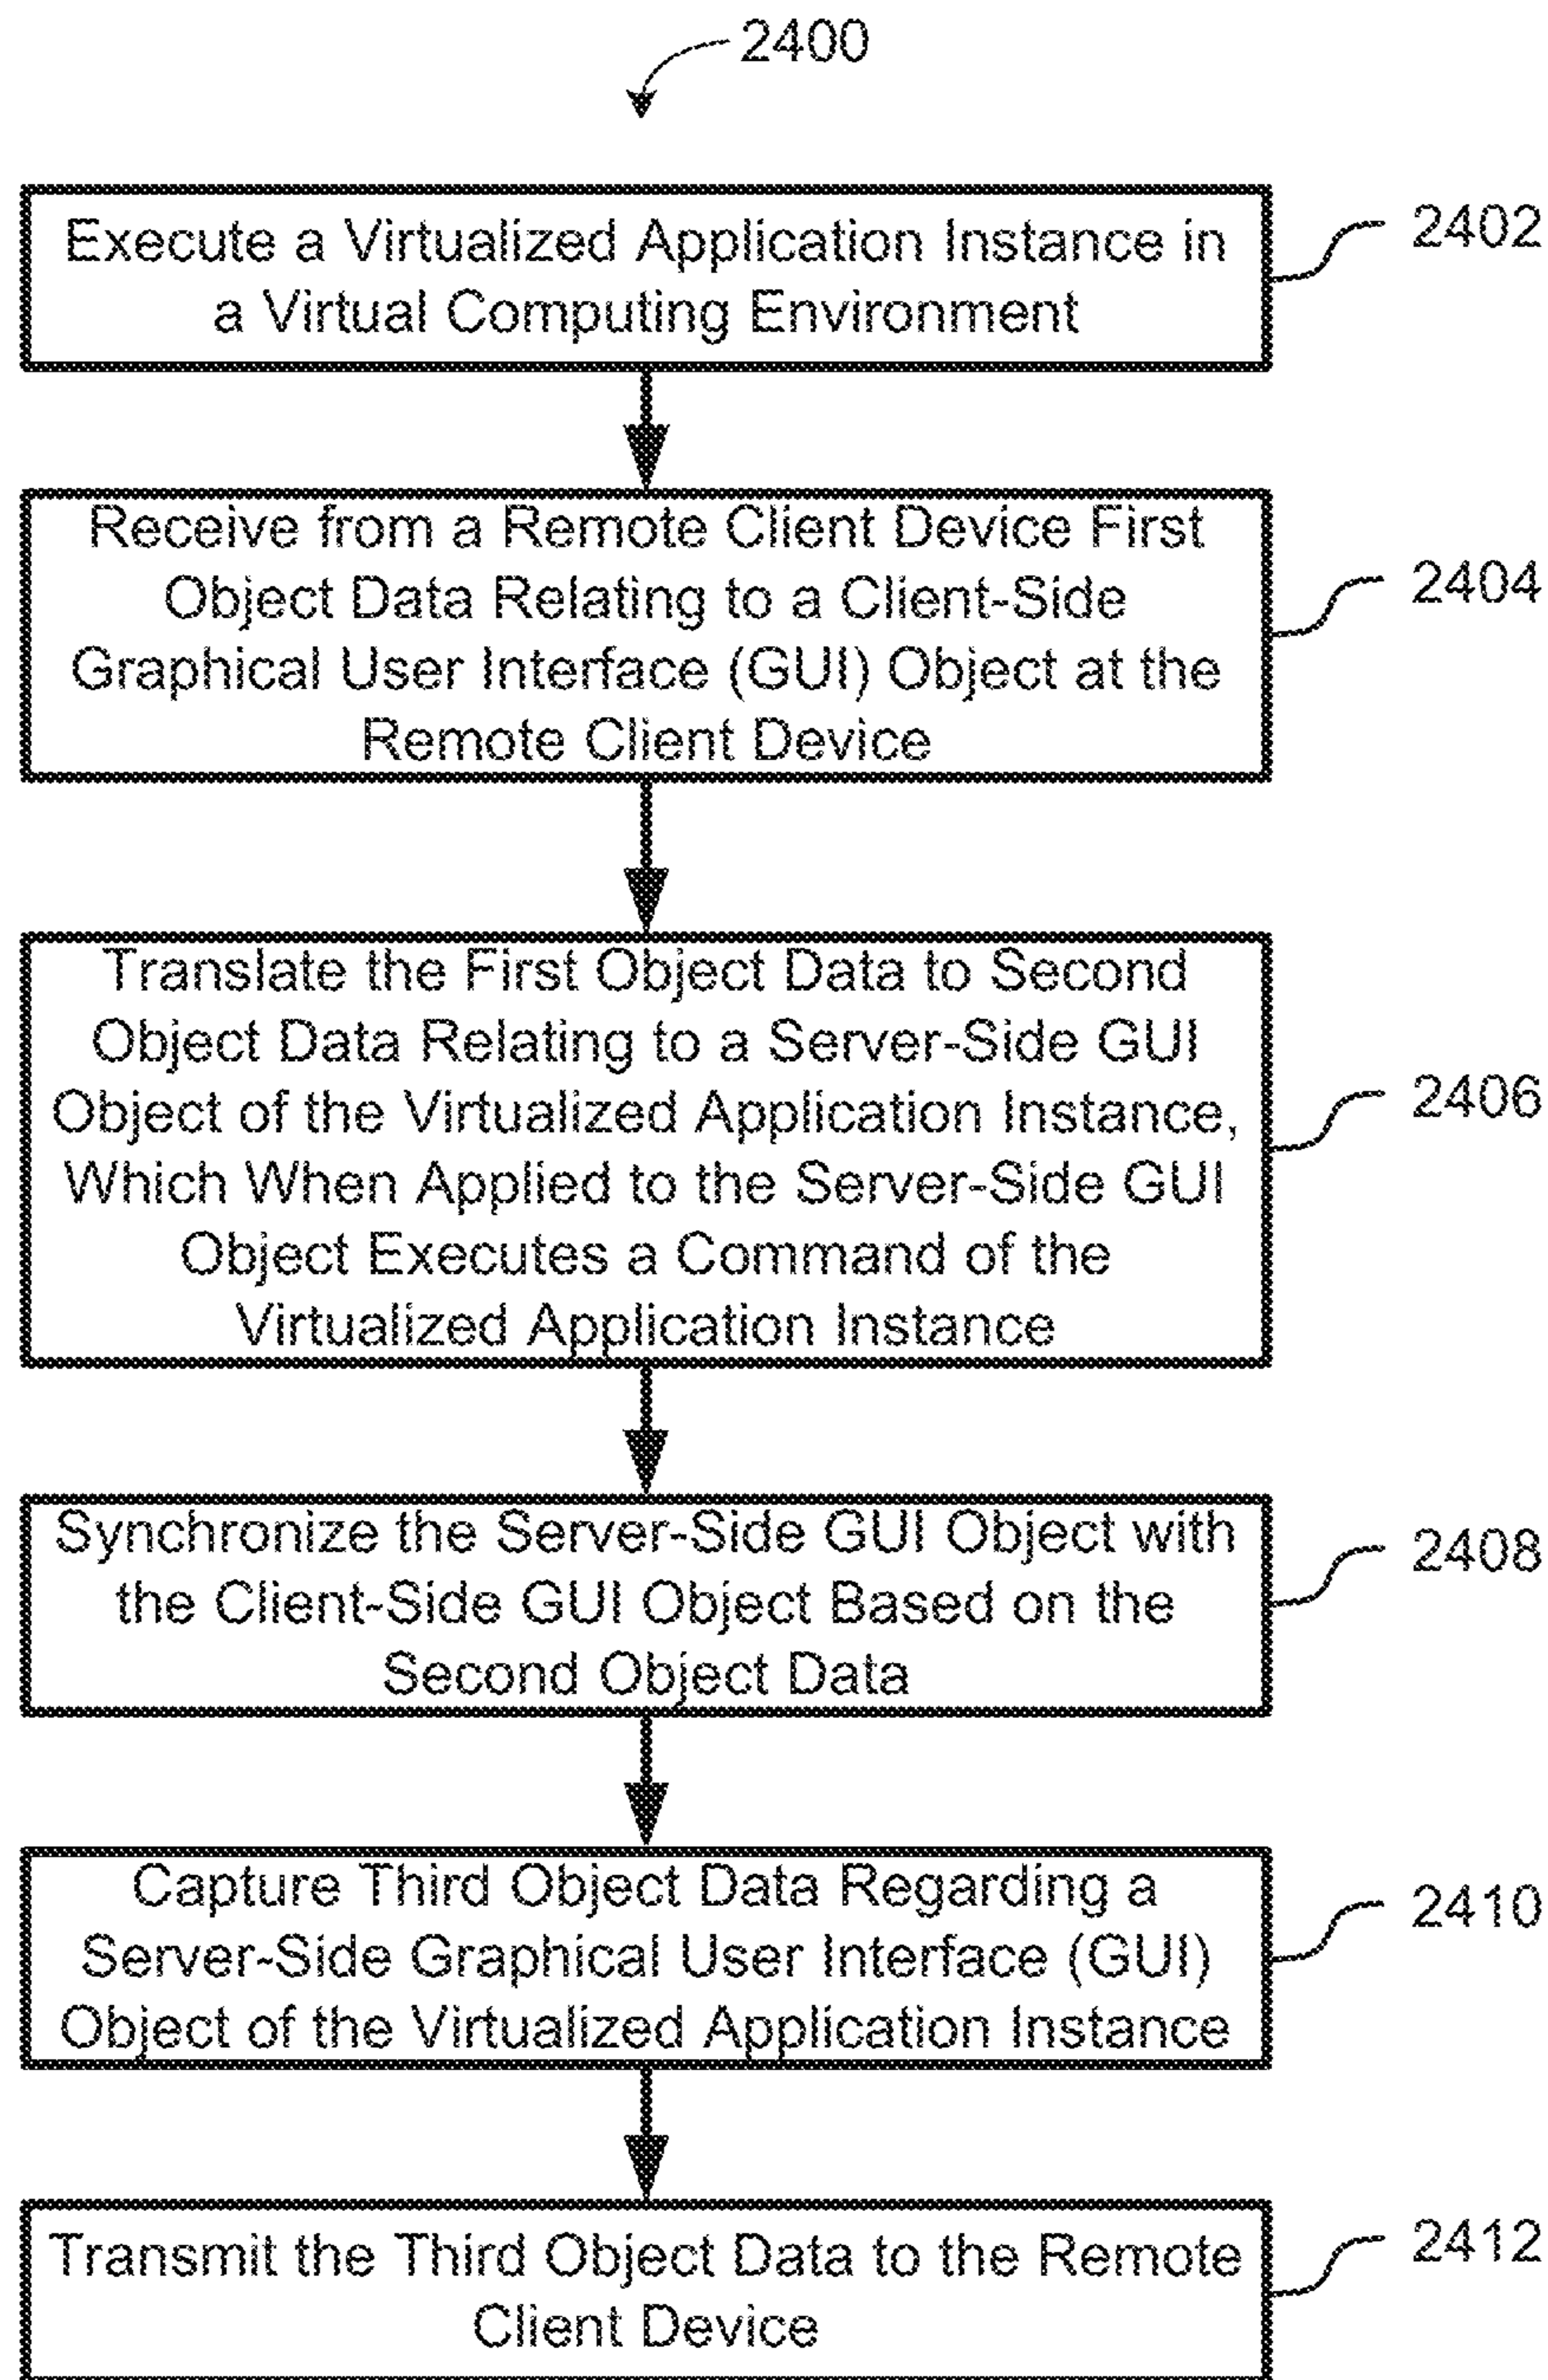 2400
Execute a Virtualized Application Instance in
a Virtual Computing Environment
2402
Receive from a Remote Client Device First
Object Data Relating to a Client-Side
Graphical User Interface (GUI) Object at the
Remote Client Device
2404
Translate the First Object Data to Second
Object Data Relating to a Server-Side GUI
Object of the Virtualized Application Instance,
Which When Applied to the Server-Side GUI
Object Executes a Command of the
Virtualized Application Instance
2406
Synchronize the Server-Side GUI Object with
the Client-Side GUI Object Based on the
Second Object Data
2408
Capture Third Object Data Regarding a
Server-Side Graphical User Interface (GUI)
Object of the Virtualized Application Instance
2410
Transmit the Third Object Data to the Remote
Client Device
2412